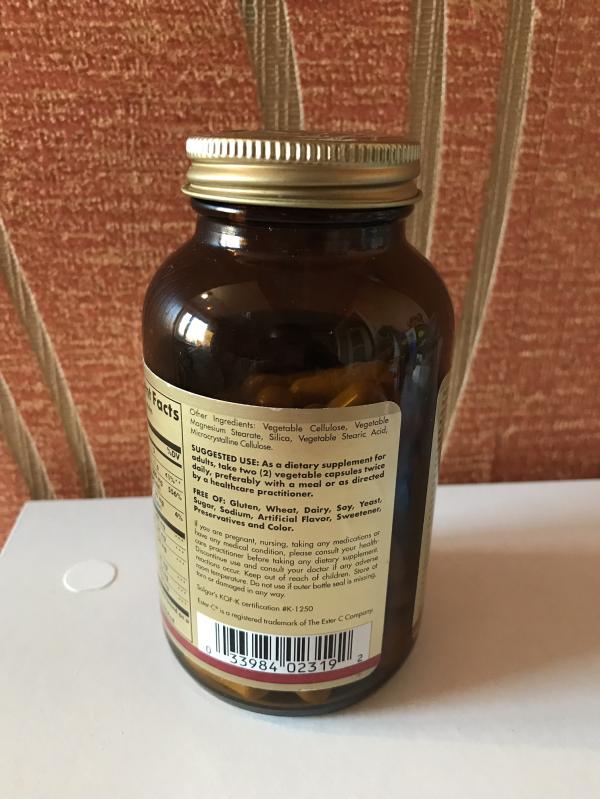 Facts
%DV
4%
Other Ingredients: Vegetable Cellulose, Vegetable
Magnesium Stearate, Silica, Vegetable Stearic Acid,
Microcrystalline Cellulose.
SUGGESTED USE: As a dietary supplement for
adults, take two (2) vegetable capsules twice
daily, preferably with a meal or as directed
by a healthcare practitioner.
FREE OF: Gluten, Wheat, Dairy, Soy, Yeast,
Sugar, Sodium, Artificial Flavor, Sweetener,
Preservatives and Color.
If you are pregnant, nursing, taking any medications or
have any medical condition, please consult your health-
care practitioner before taking any dietary supplement.
Discontinue use and consult your doctor if any adverse
reactions occur. Keep out of reach of children. Store at
room temperature. Do not use if outer bottle seal is missing,
torn or damaged in any way.
Solgar's KOF-K certification #K-1250
Ester-C® is a registered trademark of The Ester C Company.
0 33984 02319 2